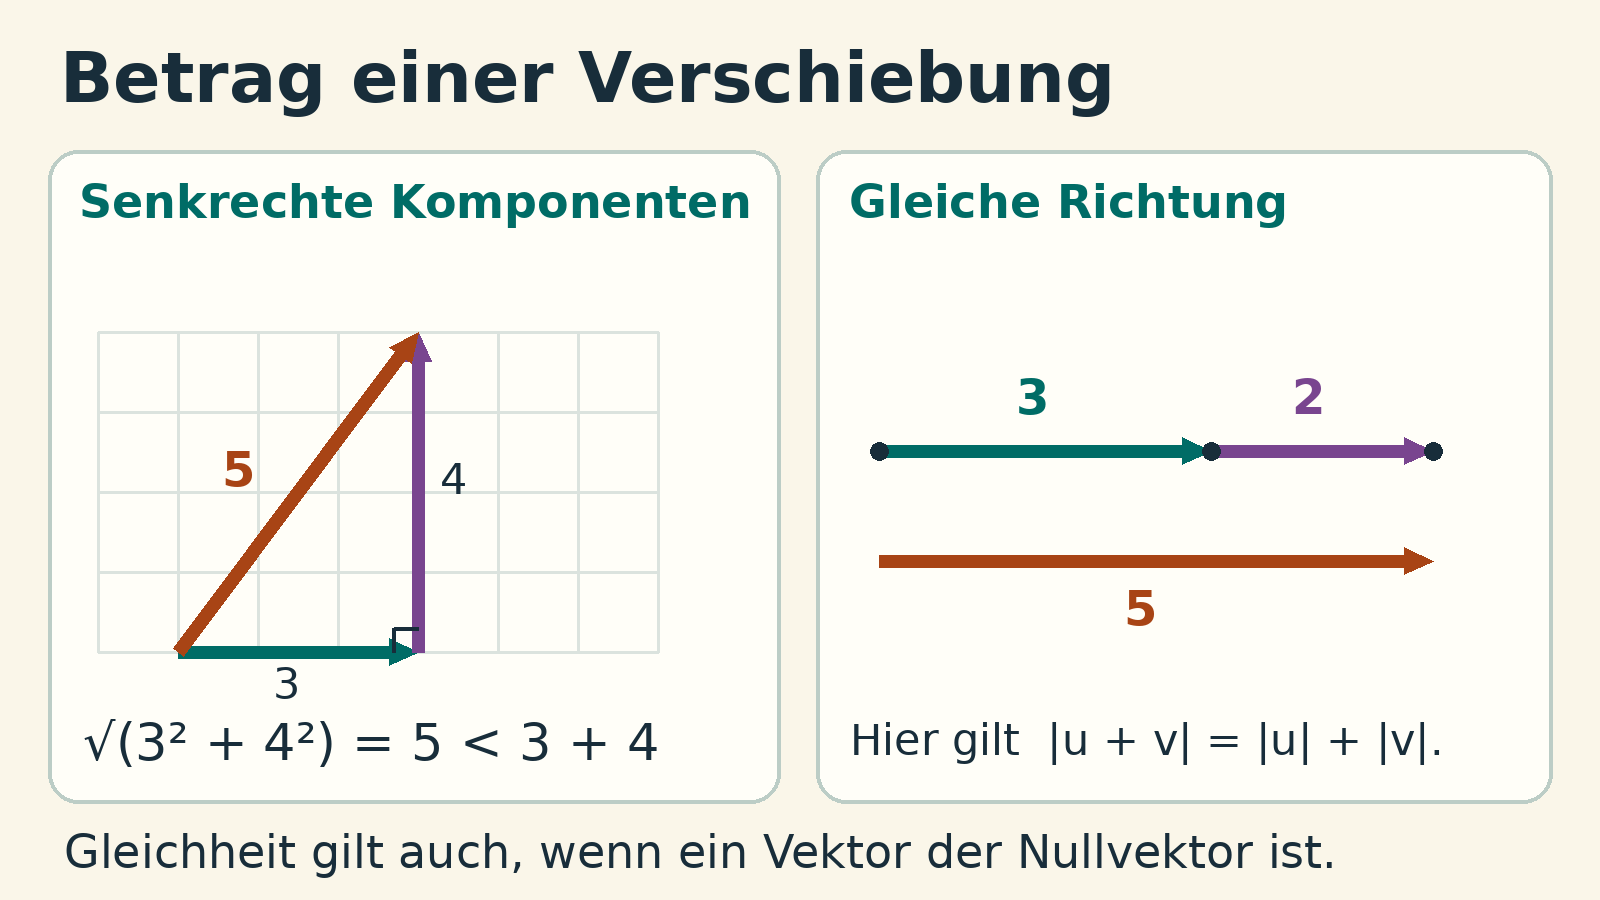 Betrag einer Verschiebung
Senkrechte Komponenten
5
4
3
√(3² + 4²) = 5 < 3 + 4
Gleiche Richtung
3
2
5
Hier gilt |u + v| = |u| + |v|.
Gleichheit gilt auch, wenn ein Vektor der Nullvektor ist.